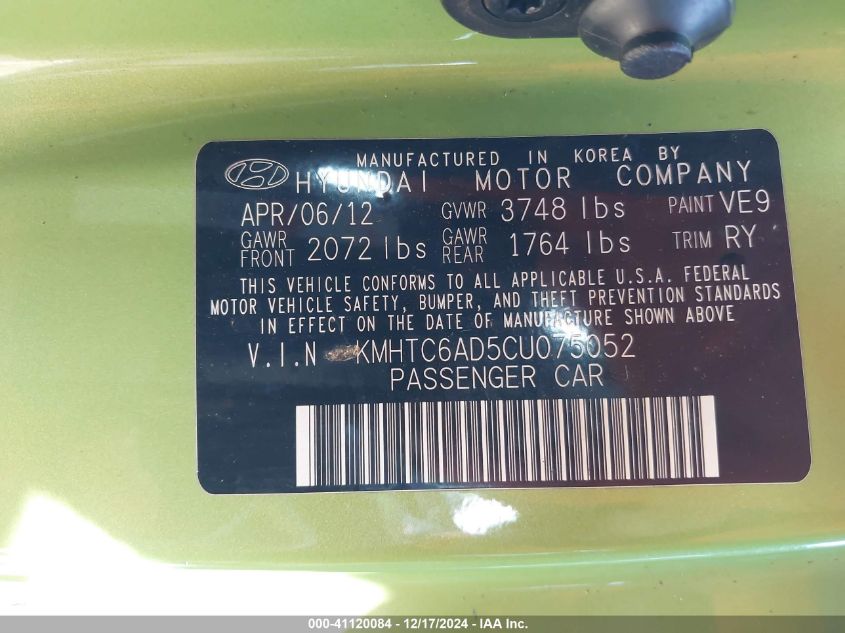 MANUFACTURED IN KOREA BY
HYUNDAI MOTOR COMPANY
APR/06/12 GVWR 3748 lbs PAINT VE9
GAWR FRONT 2072 lbs GAWR REAR 1764 lbs TRIM RY
THIS VEHICLE CONFORMS TO ALL APPLICABLE U.S.A. FEDERAL
MOTOR VEHICLE SAFETY, BUMPER, AND THEFT PREVENTION STANDARDS
IN EFFECT ON THE DATE OF MANUFACTURE SHOWN ABOVE
V.I.N KMHTC6AD5CU075052
PASSENGER CAR
000-41120084 - 12/17/2024 - IAA Inc.